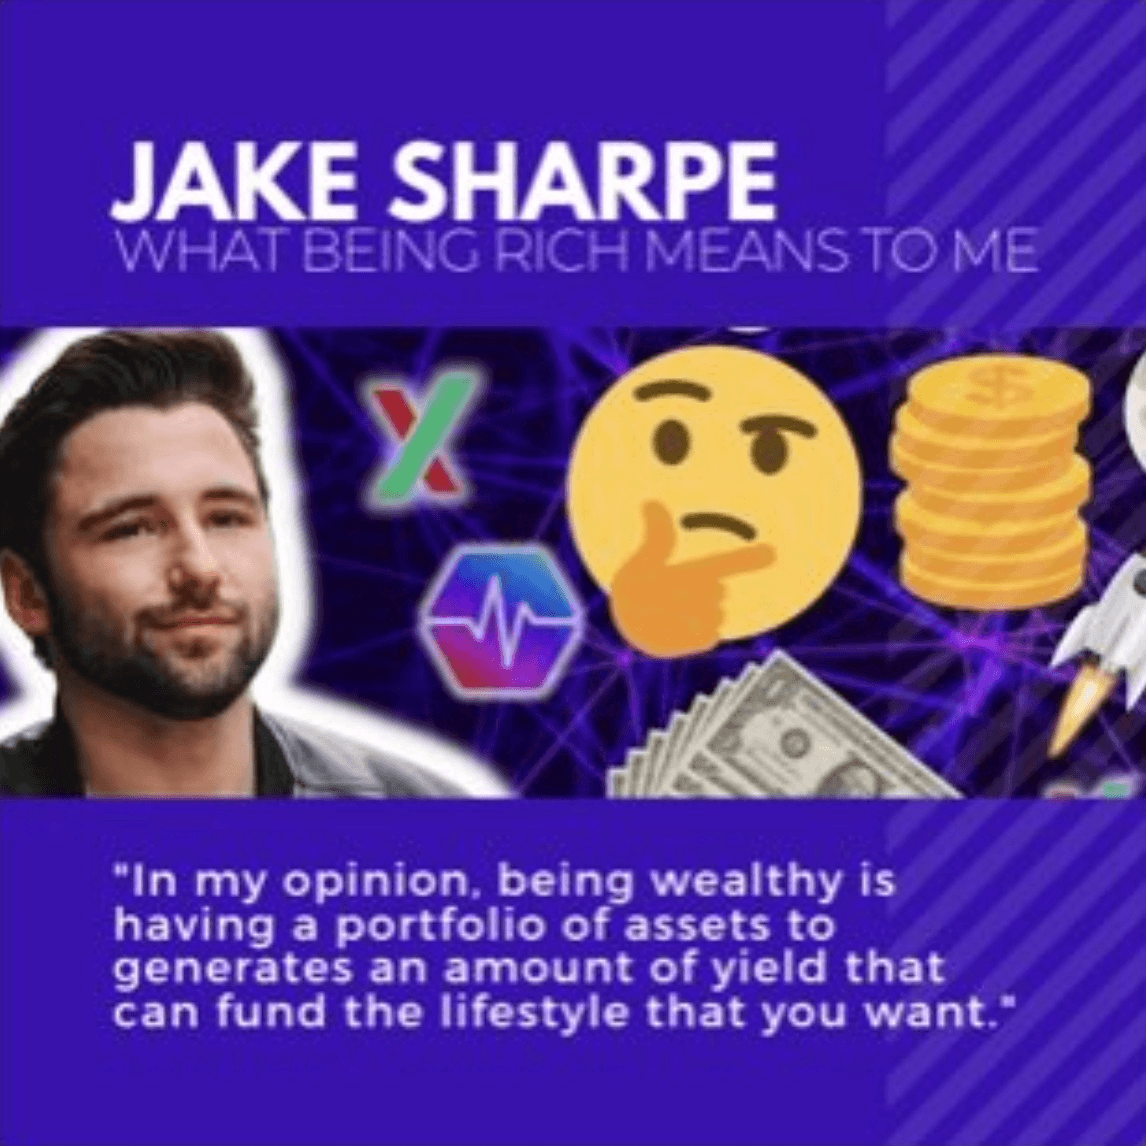 JAKE SHARPE
WHAT BEING RICH MEANS TO ME
"In my opinion, being wealthy is
having a portfolio of assets to
generates an amount of yield that
can fund the lifestyle that you want."